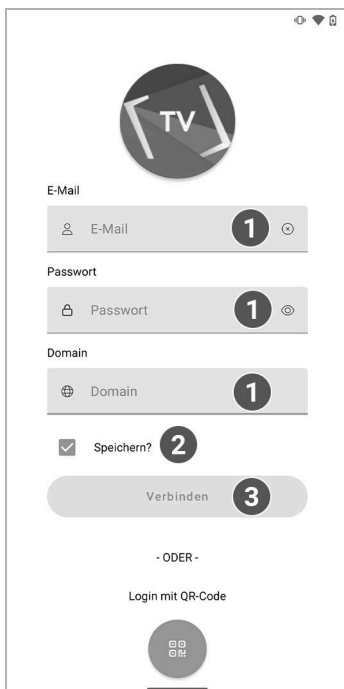 TV
E-Mail
E-Mail 1
Passwort
Passwort 1
Domain
Domain 1
Speichern? 2
Verbinden 3
- ODER -
Login mit QR-Code